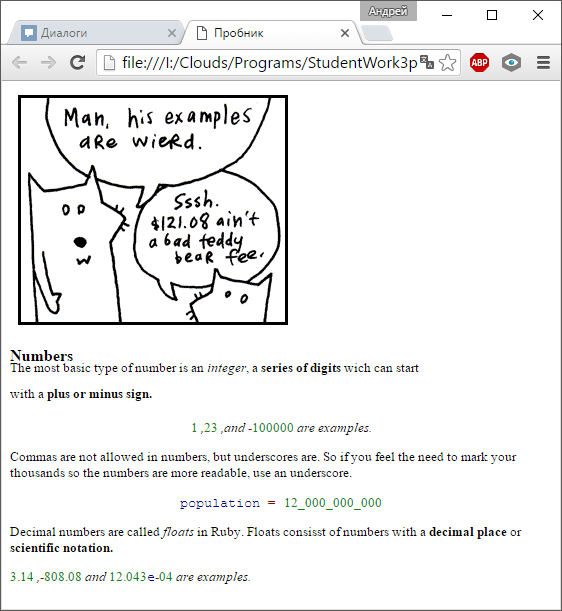 Андрей
Диалоги
Пробник
file:///I:/Clouds/Programs/StudentWork3p
ABP
Man, his examples
are wierd.
Sssh.
$121.08 ain't
a bad teddy
bear fee.
Numbers
The most basic type of number is an integer, a series of digits wich can start
with a plus or minus sign.
1 ,23 ,and -100000 are examples.
Commas are not allowed in numbers, but underscores are. So if you feel the need to mark your
thousands so the numbers are more readable, use an underscore.
population = 12_000_000_000
Decimal numbers are called floats in Ruby. Floats consisst of numbers with a decimal place or
scientific notation.
3.14 ,-808.08 and 12.043e-04 are examples.